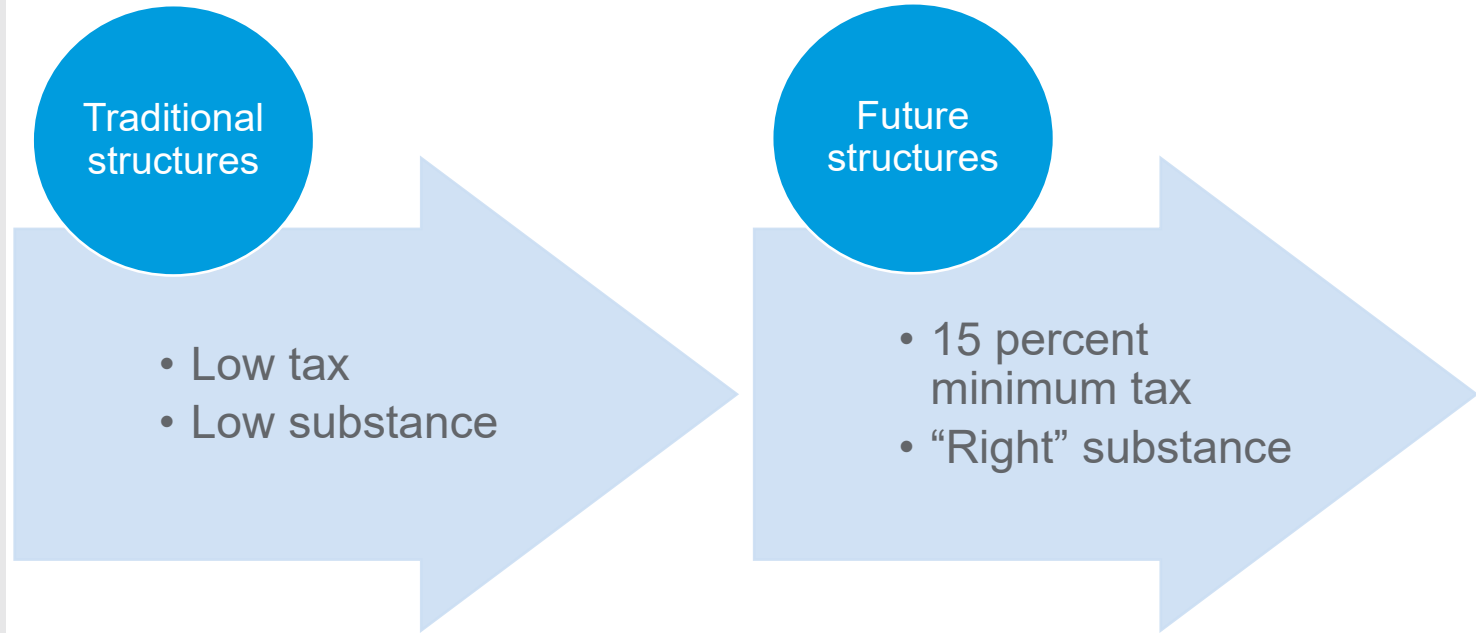 Traditional
structures
• Low tax
• Low substance
Future
structures
• 15 percent
minimum tax
• “Right” substance